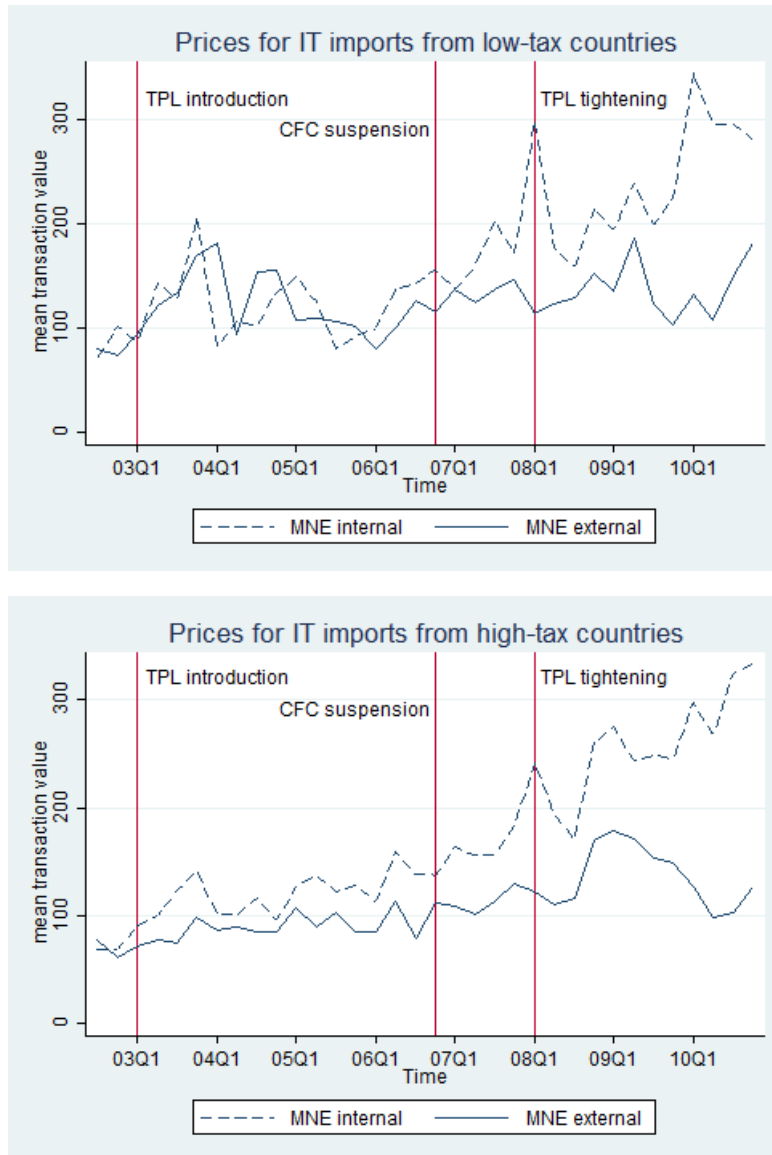 Prices for IT imports from low-tax countries
TPL introduction
TPL tightening
CFC suspension
mean transaction value
300
200
100
0
03Q1 04Q1 05Q1 06Q1 07Q1 08Q1 09Q1 10Q1
Time
MNE internal MNE external
Prices for IT imports from high-tax countries
TPL introduction
TPL tightening
CFC suspension
mean transaction value
300
200
100
0
03Q1 04Q1 05Q1 06Q1 07Q1 08Q1 09Q1 10Q1
Time
MNE internal MNE external